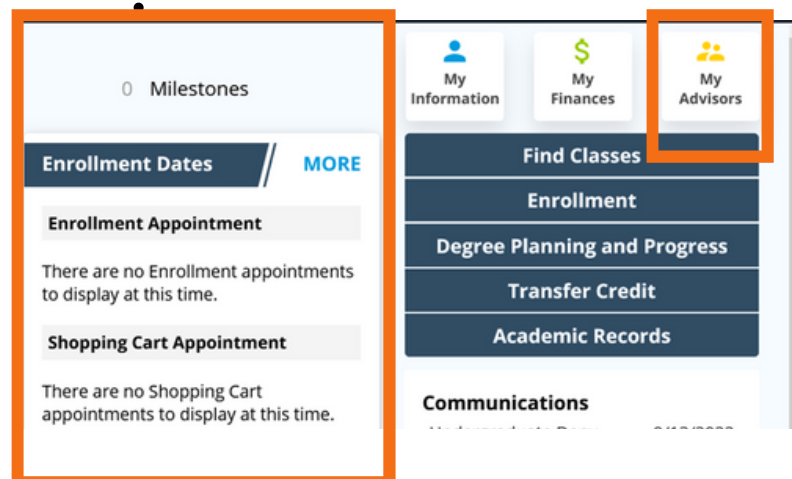 0 Milestones
Enrollment Dates MORE
Enrollment Appointment
There are no Enrollment appointments
to display at this time.
Shopping Cart Appointment
There are no Shopping Cart
appointments to display at this time.
My
Information
My
Finances
My
Advisors
Find Classes
Enrollment
Degree Planning and Progress
Transfer Credit
Academic Records
Communications